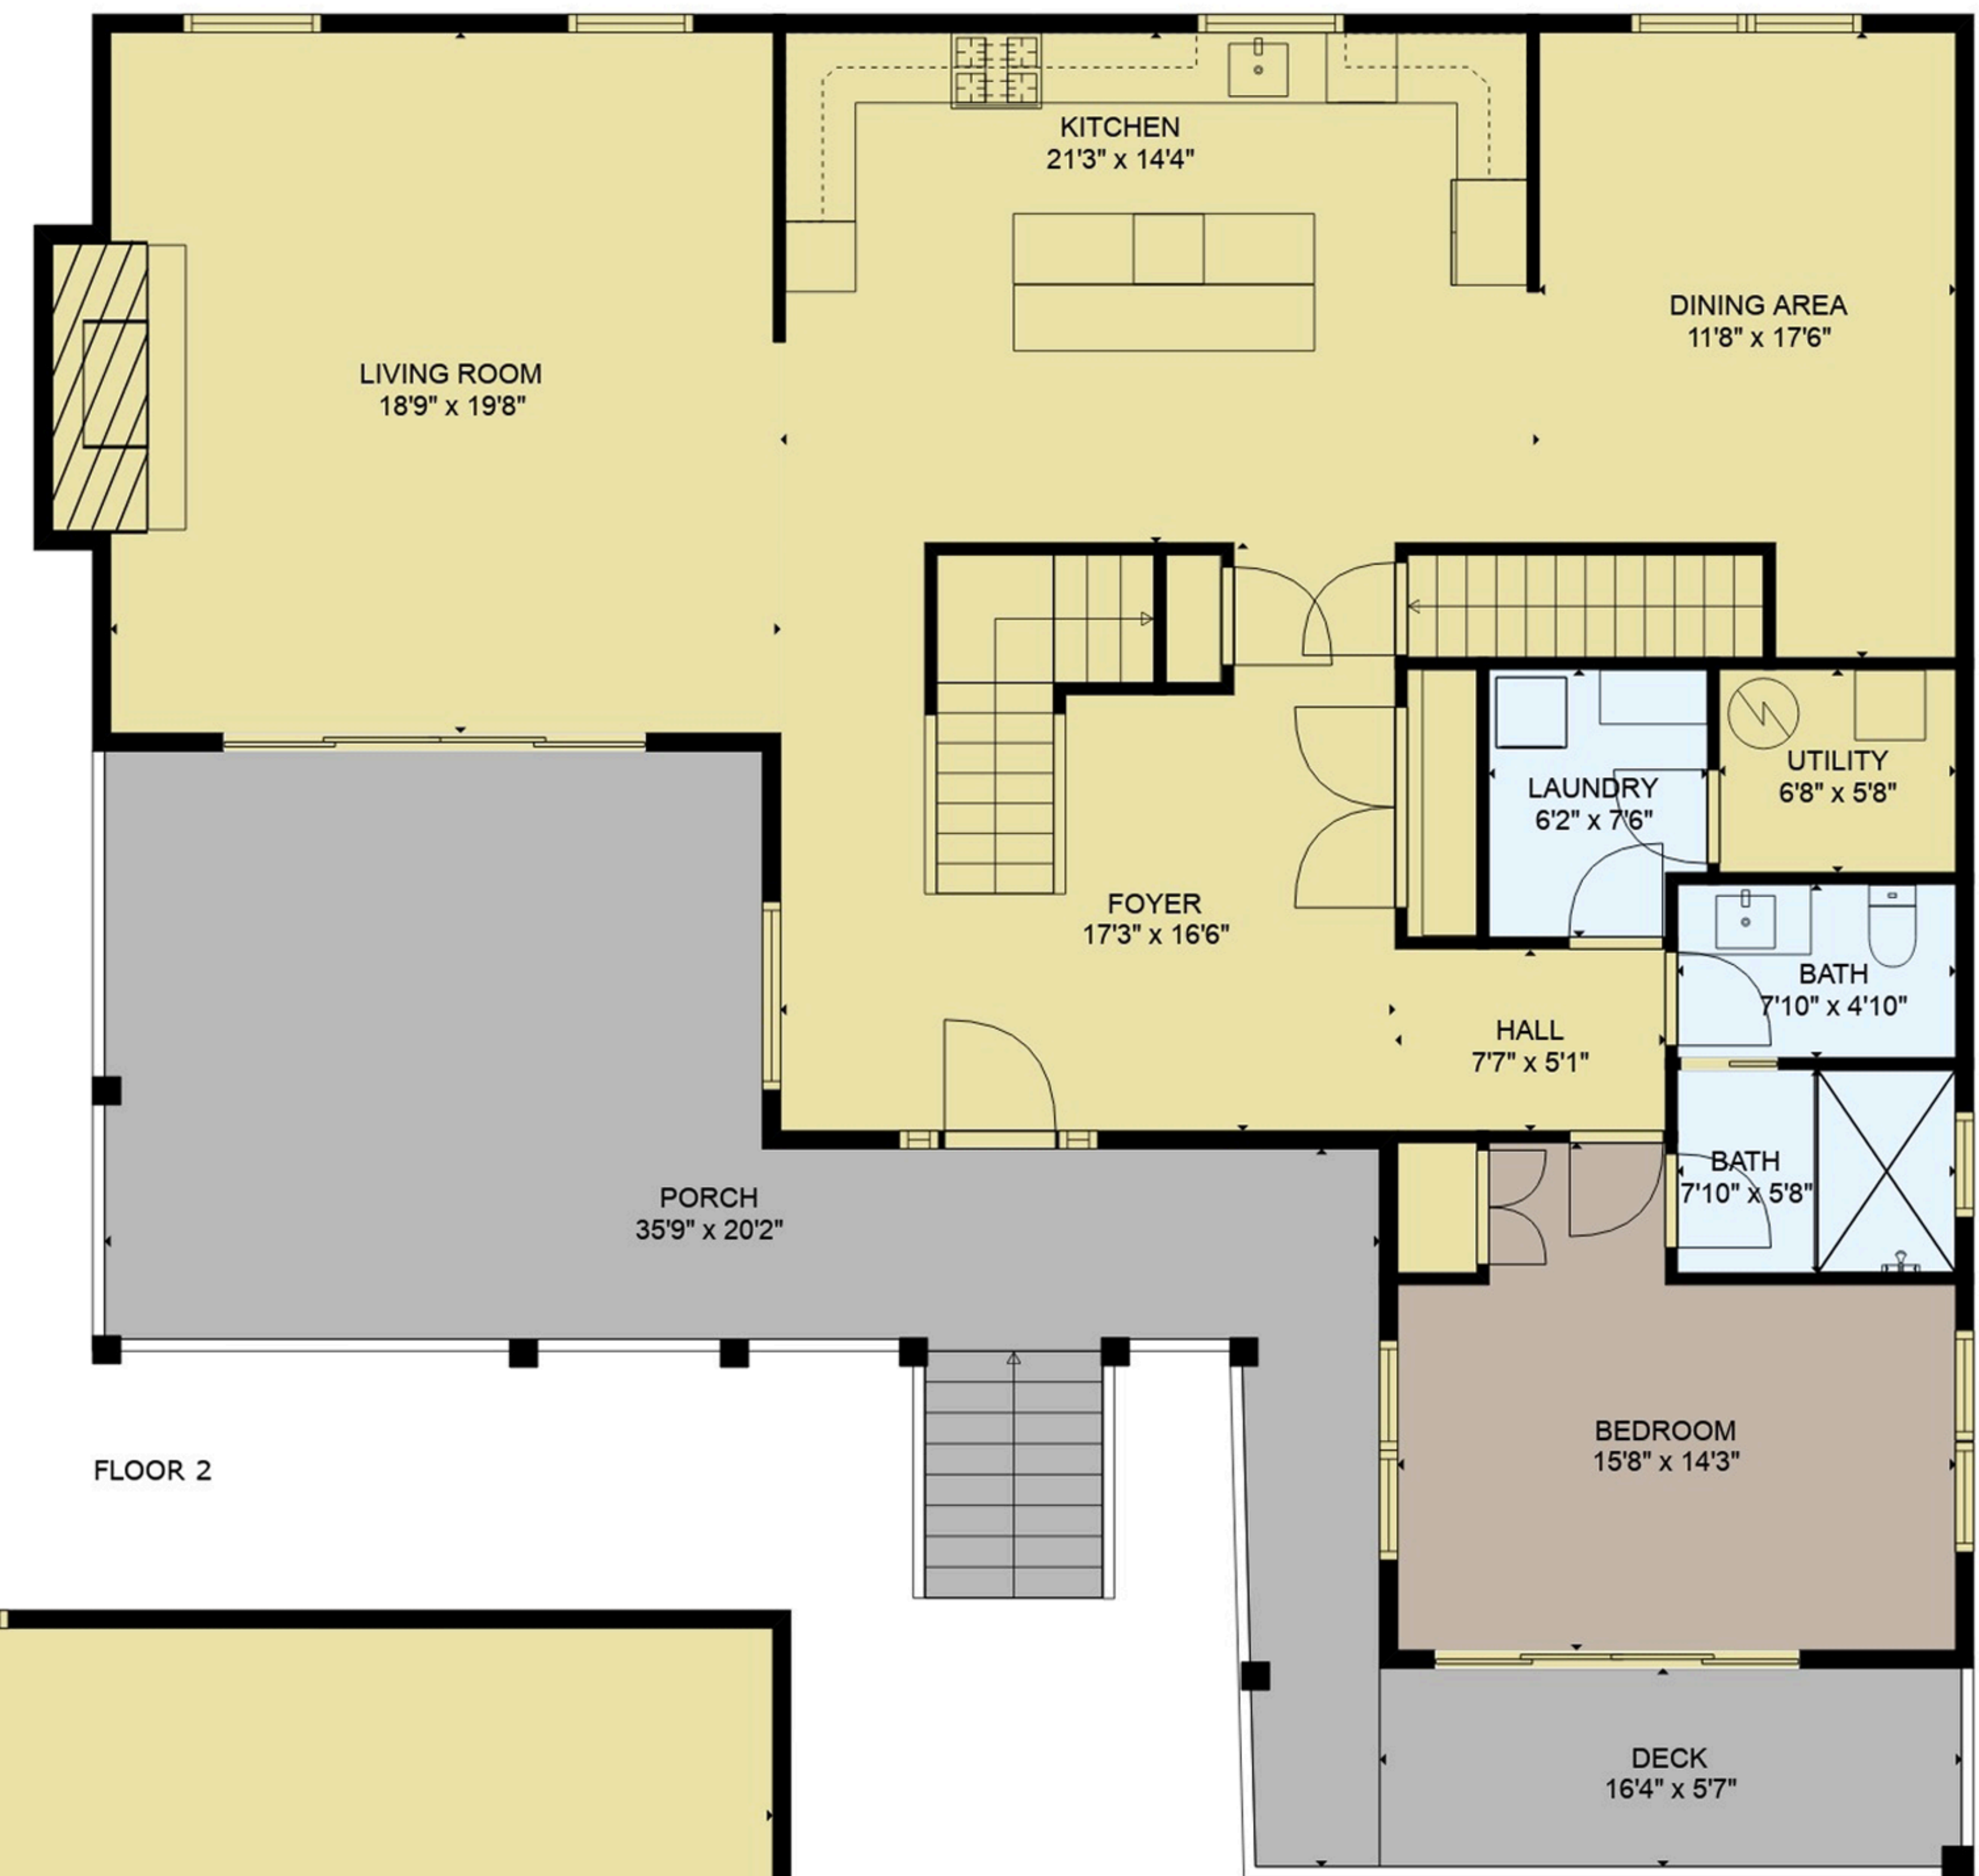 KITCHEN
21'3" x 14'4"
DINING AREA
11'8" x 17'6"
LIVING ROOM
18'9" x 19'8"
UTILITY
6'8" x 5'8"
LAUNDRY
6'2" x 7'6"
FOYER
17'3" x 16'6"
BATH
7'10" x 4'10"
HALL
7'7" x 5'1"
BATH
7'10" x 5'8"
PORCH
35'9" x 20'2"
BEDROOM
15'8" x 14'3"
FLOOR 2
DECK
16'4" x 5'7"